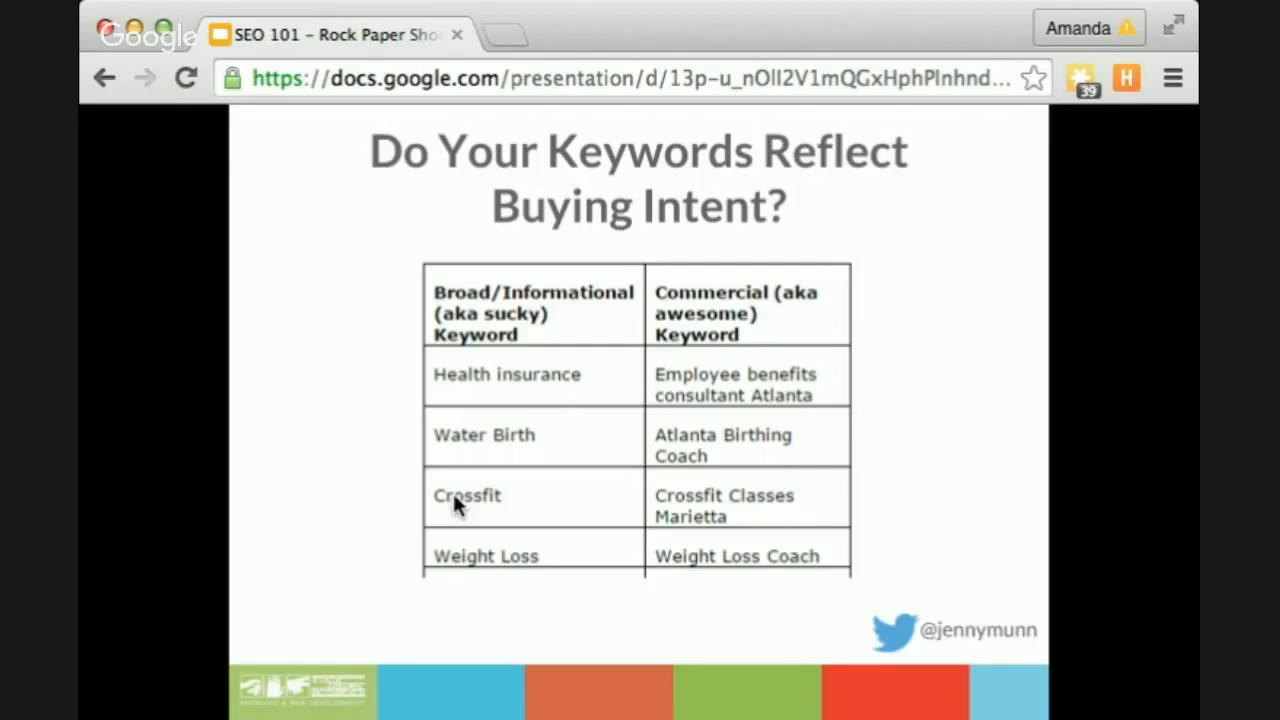 Google
SEO 101 – Rock Paper Sho
Amanda
https://docs.google.com/presentation/d/13p-u_nOll2V1mQGxHphPlnhnd...
39
H
Do Your Keywords Reflect
Buying Intent?
Broad/Informational
(aka sucky)
Keyword
Commercial (aka
awesome)
Keyword
Health insurance
Employee benefits
consultant Atlanta
Water Birth
Atlanta Birthing
Coach
Crossfit
Crossfit Classes
Marietta
Weight Loss
Weight Loss Coach
@jennymunn